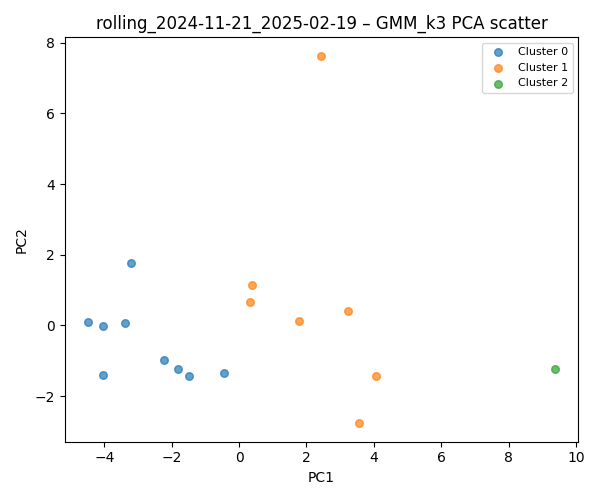 rolling_2024-11-21_2025-02-19 – GMM_k3 PCA scatter
Cluster 0
Cluster 1
Cluster 2
8
6
4
2
0
−2
PC2
−4
−2
0
2
4
6
8
10
PC1